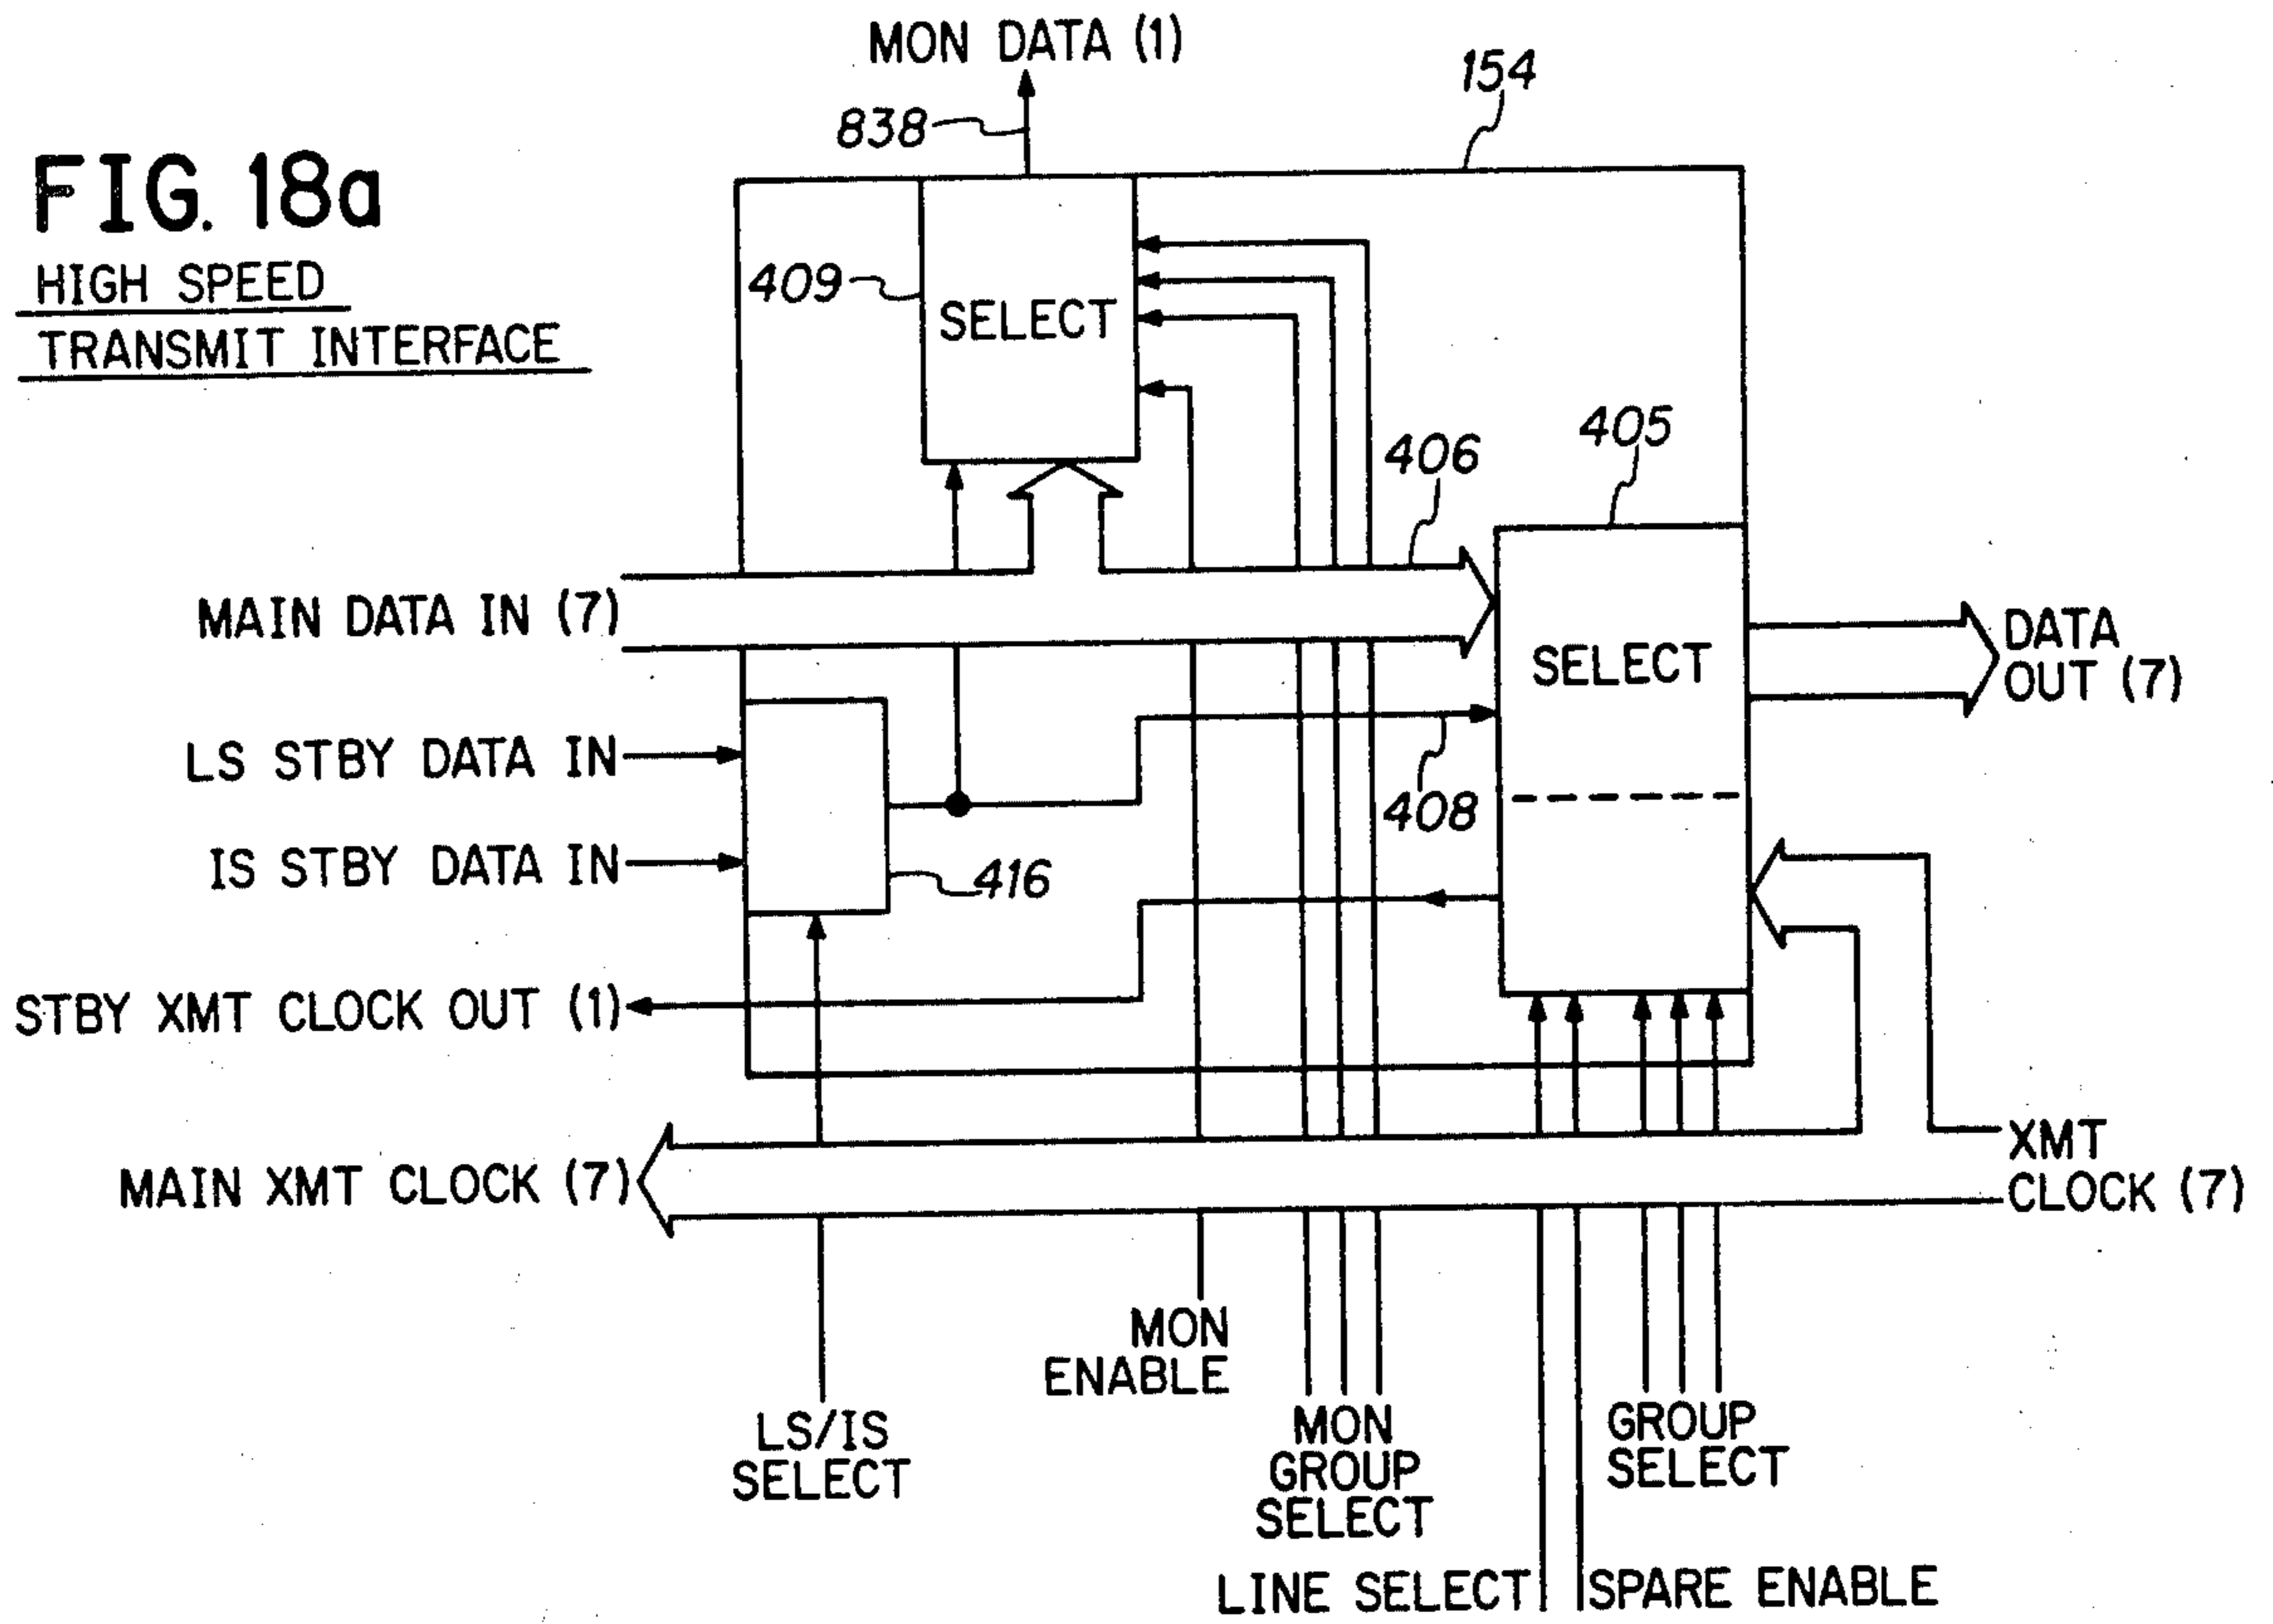 MON DATA (1)
154
838
FIG. 18a
HIGH SPEED
TRANSMIT INTERFACE
409
SELECT
406
405
MAIN DATA IN (7)
SELECT
DATA
OUT (7)
LS STBY DATA IN
408
IS STBY DATA IN
416
STBY XMT CLOCK OUT (1)
MAIN XMT CLOCK (7)
XMT
CLOCK (7)
MON
ENABLE
LS/IS
SELECT
MON
GROUP
SELECT
GROUP
SELECT
LINE SELECT
SPARE ENABLE